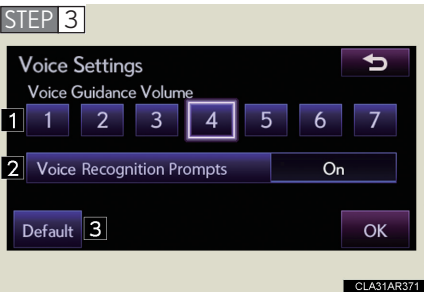 STEP 3
Voice Settings
Voice Guidance Volume
1 1 2 3 4 5 6 7
2 Voice Recognition Prompts On
Default 3 OK
CLA31AR371